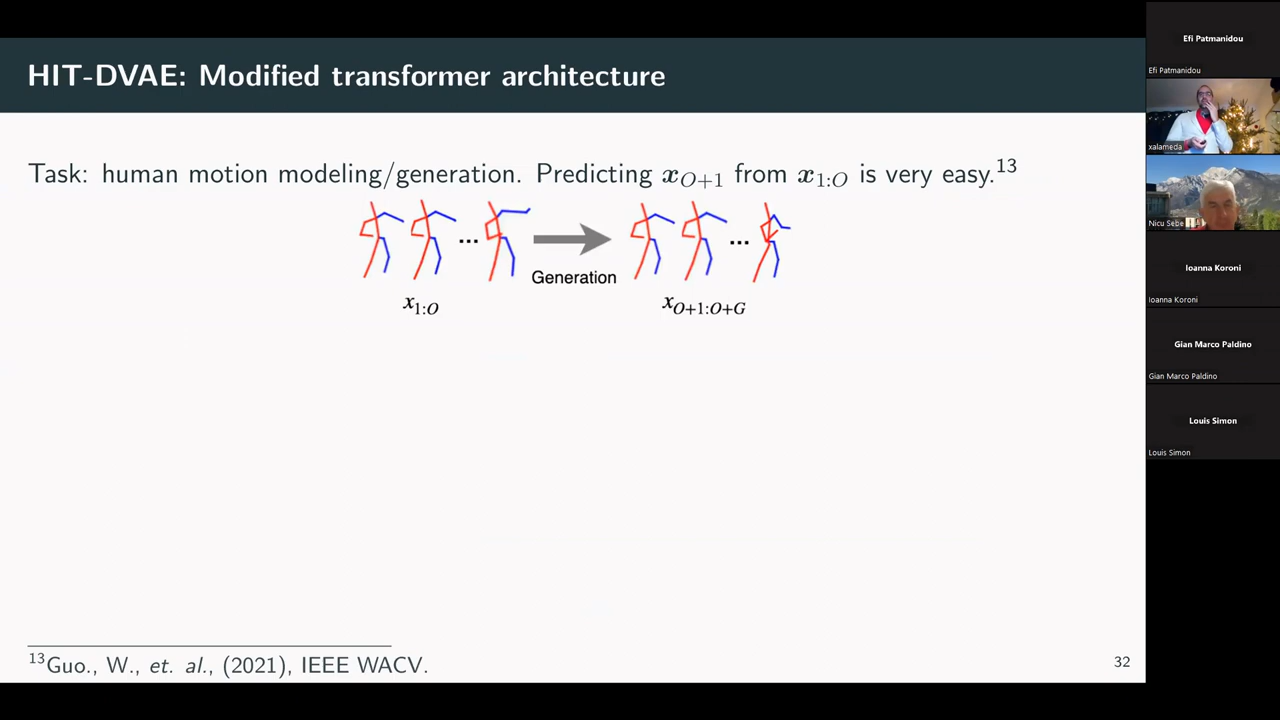 HIT-DVAE: Modified transformer architecture
Task: human motion modeling/generation. Predicting x_{O+1} from x_{1:O} is very easy.^{13}
...
...
Generation
x_{1:O}
x_{O+1:O+G}
^{13}Guo., W., et. al., (2021), IEEE WACV.
32
Efi Patmanidou
Efi Patmanidou
xalameda
Nicu Sebe
Ioanna Koroni
Ioanna Koroni
Gian Marco Paldino
Gian Marco Paldino
Louis Simon
Louis Simon